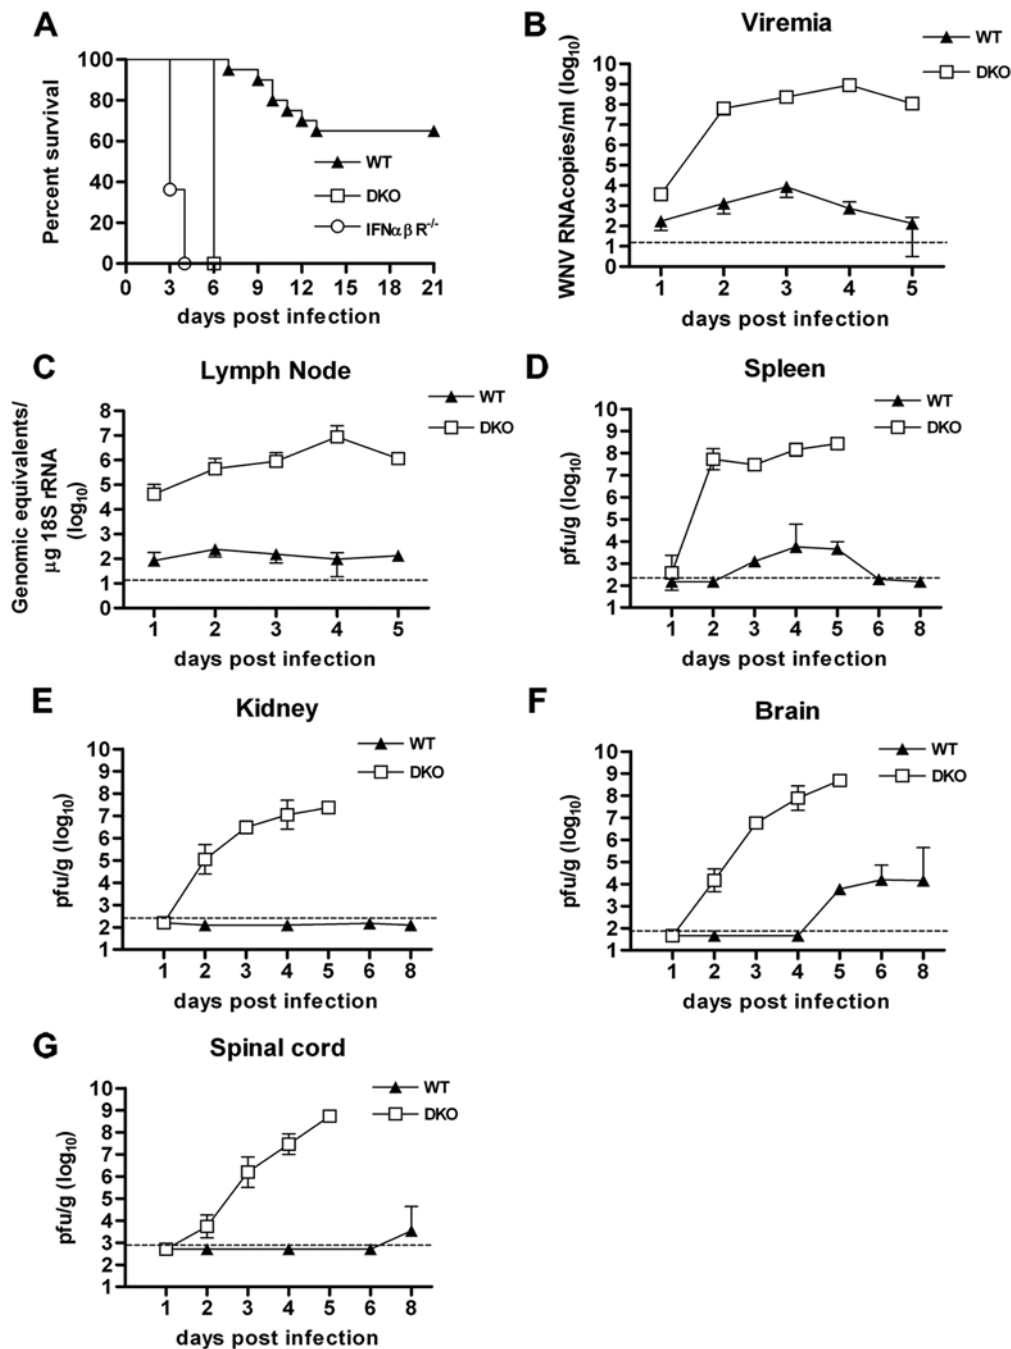 A
Percent survival
100
80
60
40
20
0
0 3 6 9 12 15 18 21
days post infection
WT
DKO
IFNαβ R-/-
B
Viremia
WT
DKO
WNV RNAcopies/ml (log10)
10
9
8
7
6
5
4
3
2
1
0
1 2 3 4 5
days post infection
C
Lymph Node
WT
DKO
Genomic equivalents/
µg 18S rRNA
(log10)
8
7
6
5
4
3
2
1
0
1 2 3 4 5
days post infection
D
Spleen
WT
DKO
pfu/g (log10)
10
9
8
7
6
5
4
3
2
1
1 2 3 4 5 6 8
days post infection
E
Kidney
WT
DKO
pfu/g (log10)
10
9
8
7
6
5
4
3
2
1
1 2 3 4 5 6 8
days post infection
F
Brain
WT
DKO
pfu/g (log10)
10
9
8
7
6
5
4
3
2
1
1 2 3 4 5 6 8
days post infection
G
Spinal cord
WT
DKO
pfu/g (log10)
10
9
8
7
6
5
4
3
2
1
1 2 3 4 5 6 8
days post infection